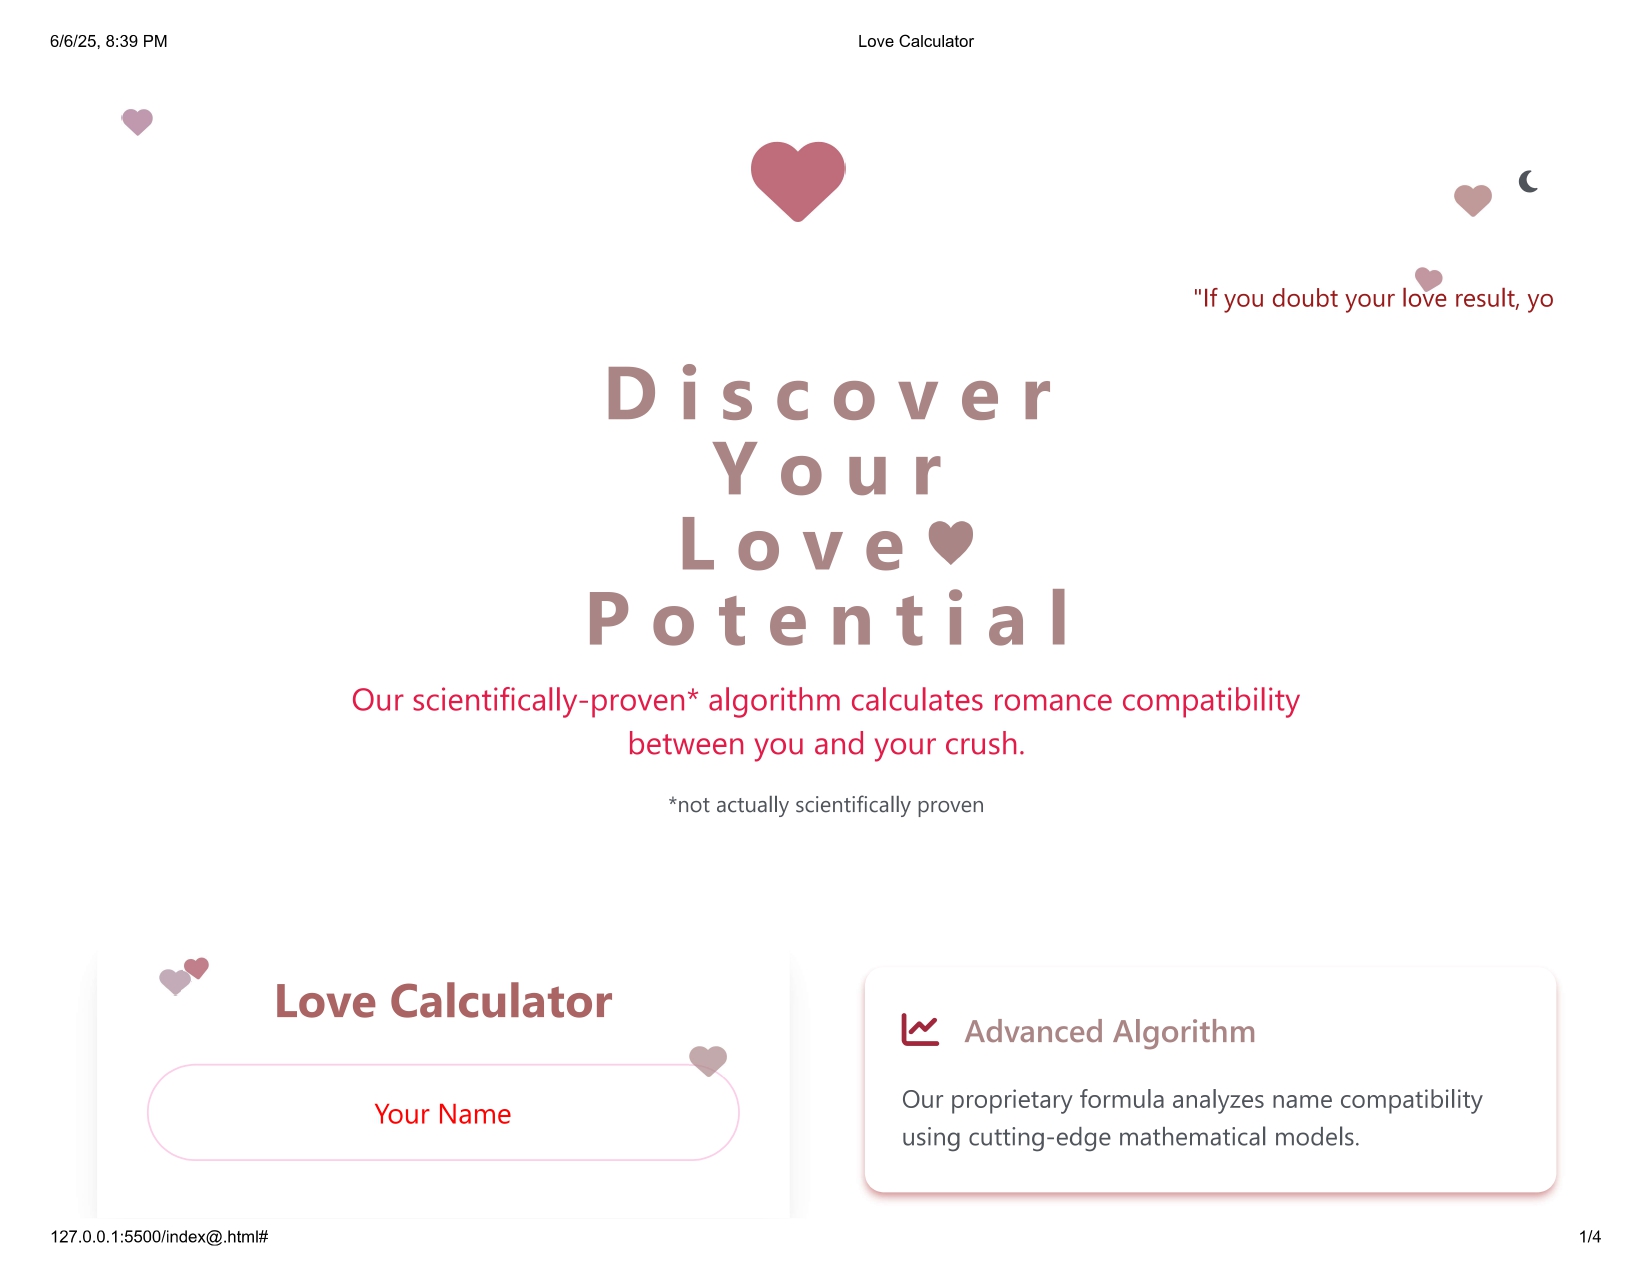 6/6/25, 8:39 PM
Love Calculator
"If you doubt your love result, yo
Discover
Your
Love
Potential
Our scientifically-proven* algorithm calculates romance compatibility
between you and your crush.
*not actually scientifically proven
Love Calculator
Your Name
Advanced Algorithm
Our proprietary formula analyzes name compatibility
using cutting-edge mathematical models.
127.0.0.1:5500/index@.html#
1/4